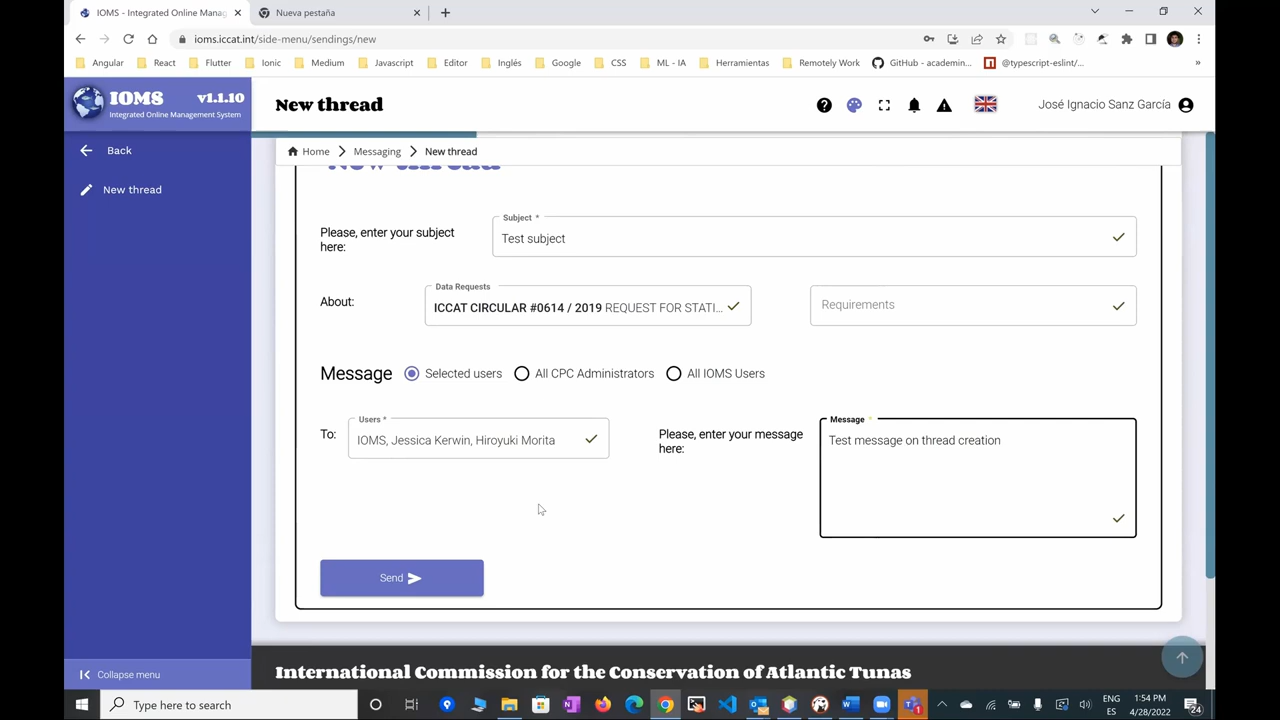 IOMS - Integrated Online Manag
Nueva pestaña
ioms.iccat.int/side-menu/sendings/new
Angular
React
Flutter
Ionic
Medium
Javascript
Editor
Inglés
Google
CSS
ML - IA
Herramientas
Remotely Work
GitHub - academin...
@typescript-eslint/...
»
IOMS v1.1.10
Integrated Online Management System
New thread
José Ignacio Sanz García
Back
New thread
Home
Messaging
New thread
Please, enter your subject
here:
Subject *
Test subject
About:
Data Requests
ICCAT CIRCULAR #0614 / 2019 REQUEST FOR STATI...
Requirements
Message
Selected users
All CPC Administrators
All IOMS Users
To:
Users *
IOMS, Jessica Kerwin, Hiroyuki Morita
Please, enter your message
here:
Message *
Test message on thread creation
Send
Collapse menu
International Commission for the Conservation of Atlantic Tunas
Type here to search
ENG
ES
1:54 PM
4/28/2022
24